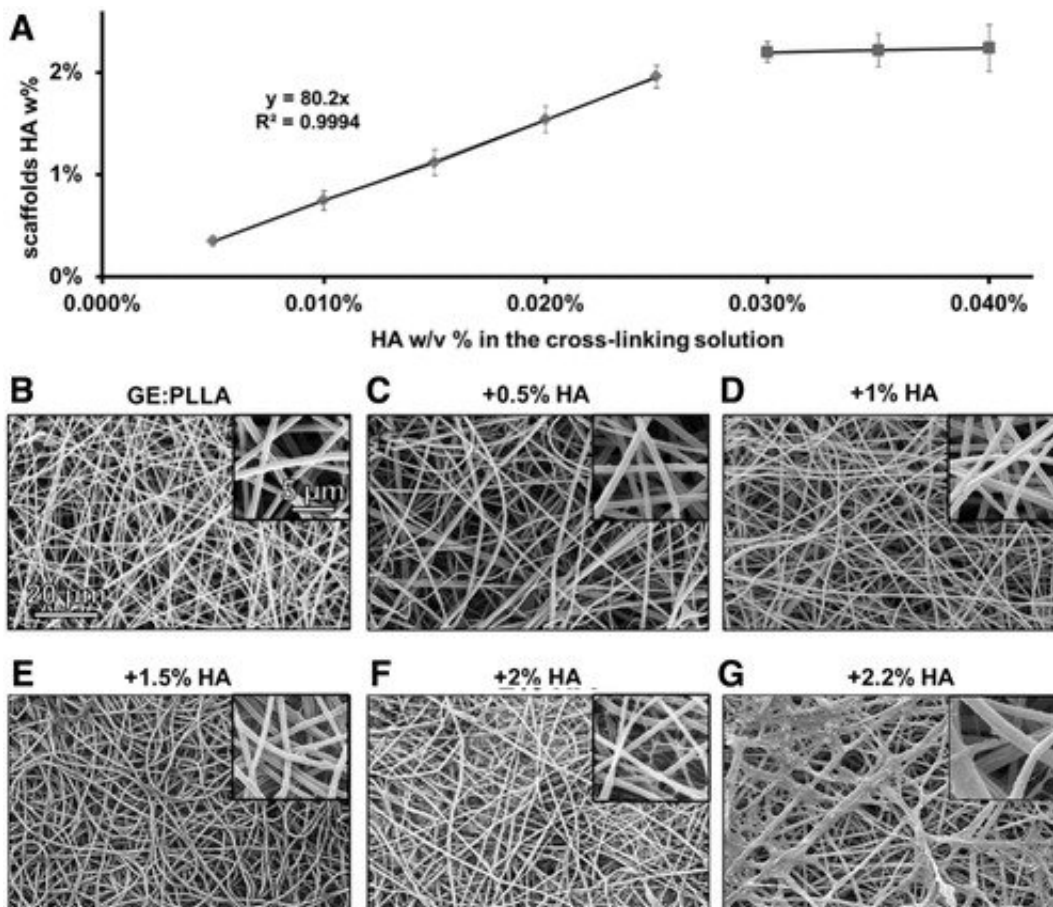 A
2%
1%
0%
scaffolds HA w%
y = 80.2x
R² = 0.9994
0.000%
0.010%
0.020%
0.030%
0.040%
HA w/v % in the cross-linking solution
B
GE:PLLA
5 μm
20 μm
C
+0.5% HA
D
+1% HA
E
+1.5% HA
F
+2% HA
G
+2.2% HA